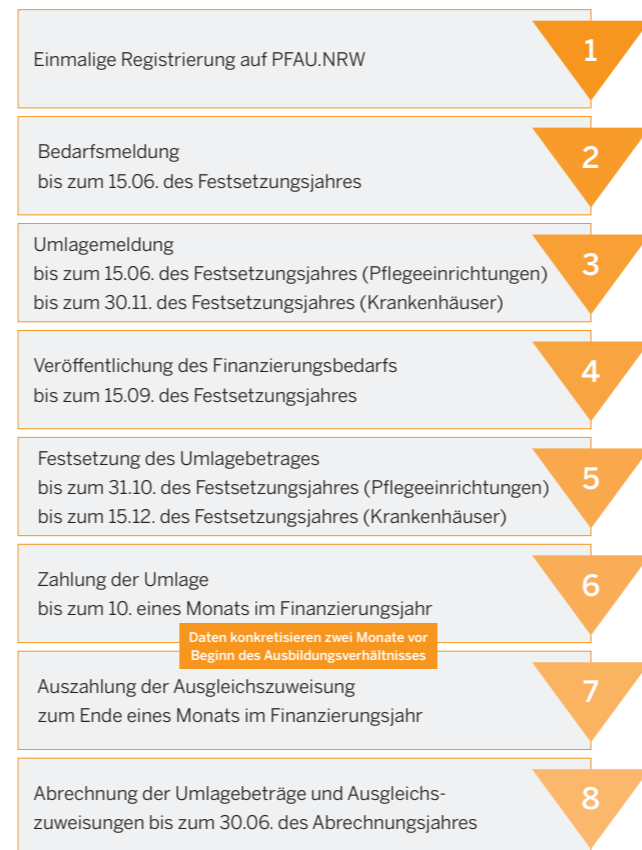 Einmalige Registrierung auf PFAU.NRW
1
Bedarfsmeldung
bis zum 15.06. des Festsetzungsjahres
2
Umlagemeldung
bis zum 15.06. des Festsetzungsjahres (Pflegeeinrichtungen)
bis zum 30.11. des Festsetzungsjahres (Krankenhäuser)
3
Veröffentlichung des Finanzierungsbedarfs
bis zum 15.09. des Festsetzungsjahres
4
Festsetzung des Umlagebetrages
bis zum 31.10. des Festsetzungsjahres (Pflegeeinrichtungen)
bis zum 15.12. des Festsetzungsjahres (Krankenhäuser)
5
Zahlung der Umlage
bis zum 10. eines Monats im Finanzierungsjahr
6
Daten konkretisieren zwei Monate vor
Beginn des Ausbildungsverhältnisses
Auszahlung der Ausgleichszuweisung
zum Ende eines Monats im Finanzierungsjahr
7
Abrechnung der Umlagebeträge und Ausgleichs-
zuweisungen bis zum 30.06. des Abrechnungsjahres
8